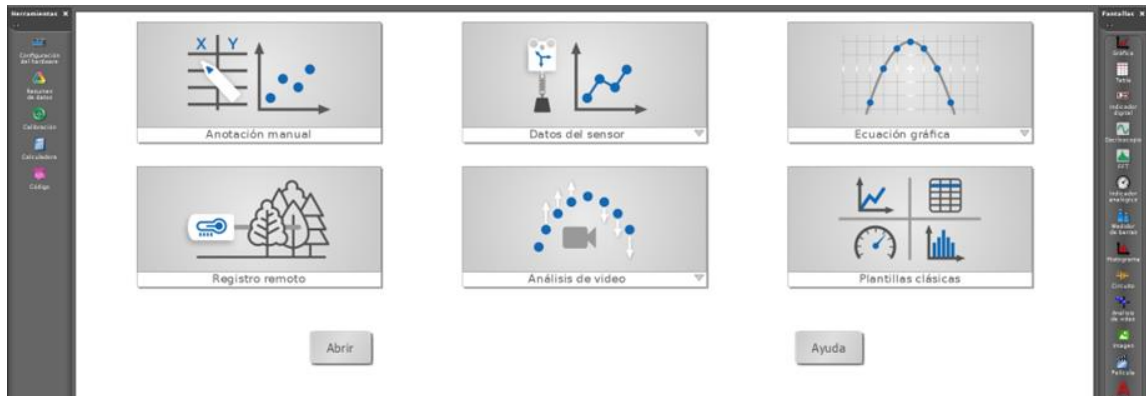 Herramientas
Configuración
del hardware
Resumen
de datos
Calibración
Calculadora
Código
X Y
Anotación manual
Datos del sensor
Ecuación gráfica
Registro remoto
Análisis de video
Plantillas clásicas
Abrir
Ayuda
Pantallas
Gráfica
Tabla
Indicador
digital
Osciloscopio
FFT
Indicador
analógico
Medidor
de barras
Histograma
Circuito
Análisis
de video
Imagen
Película
A